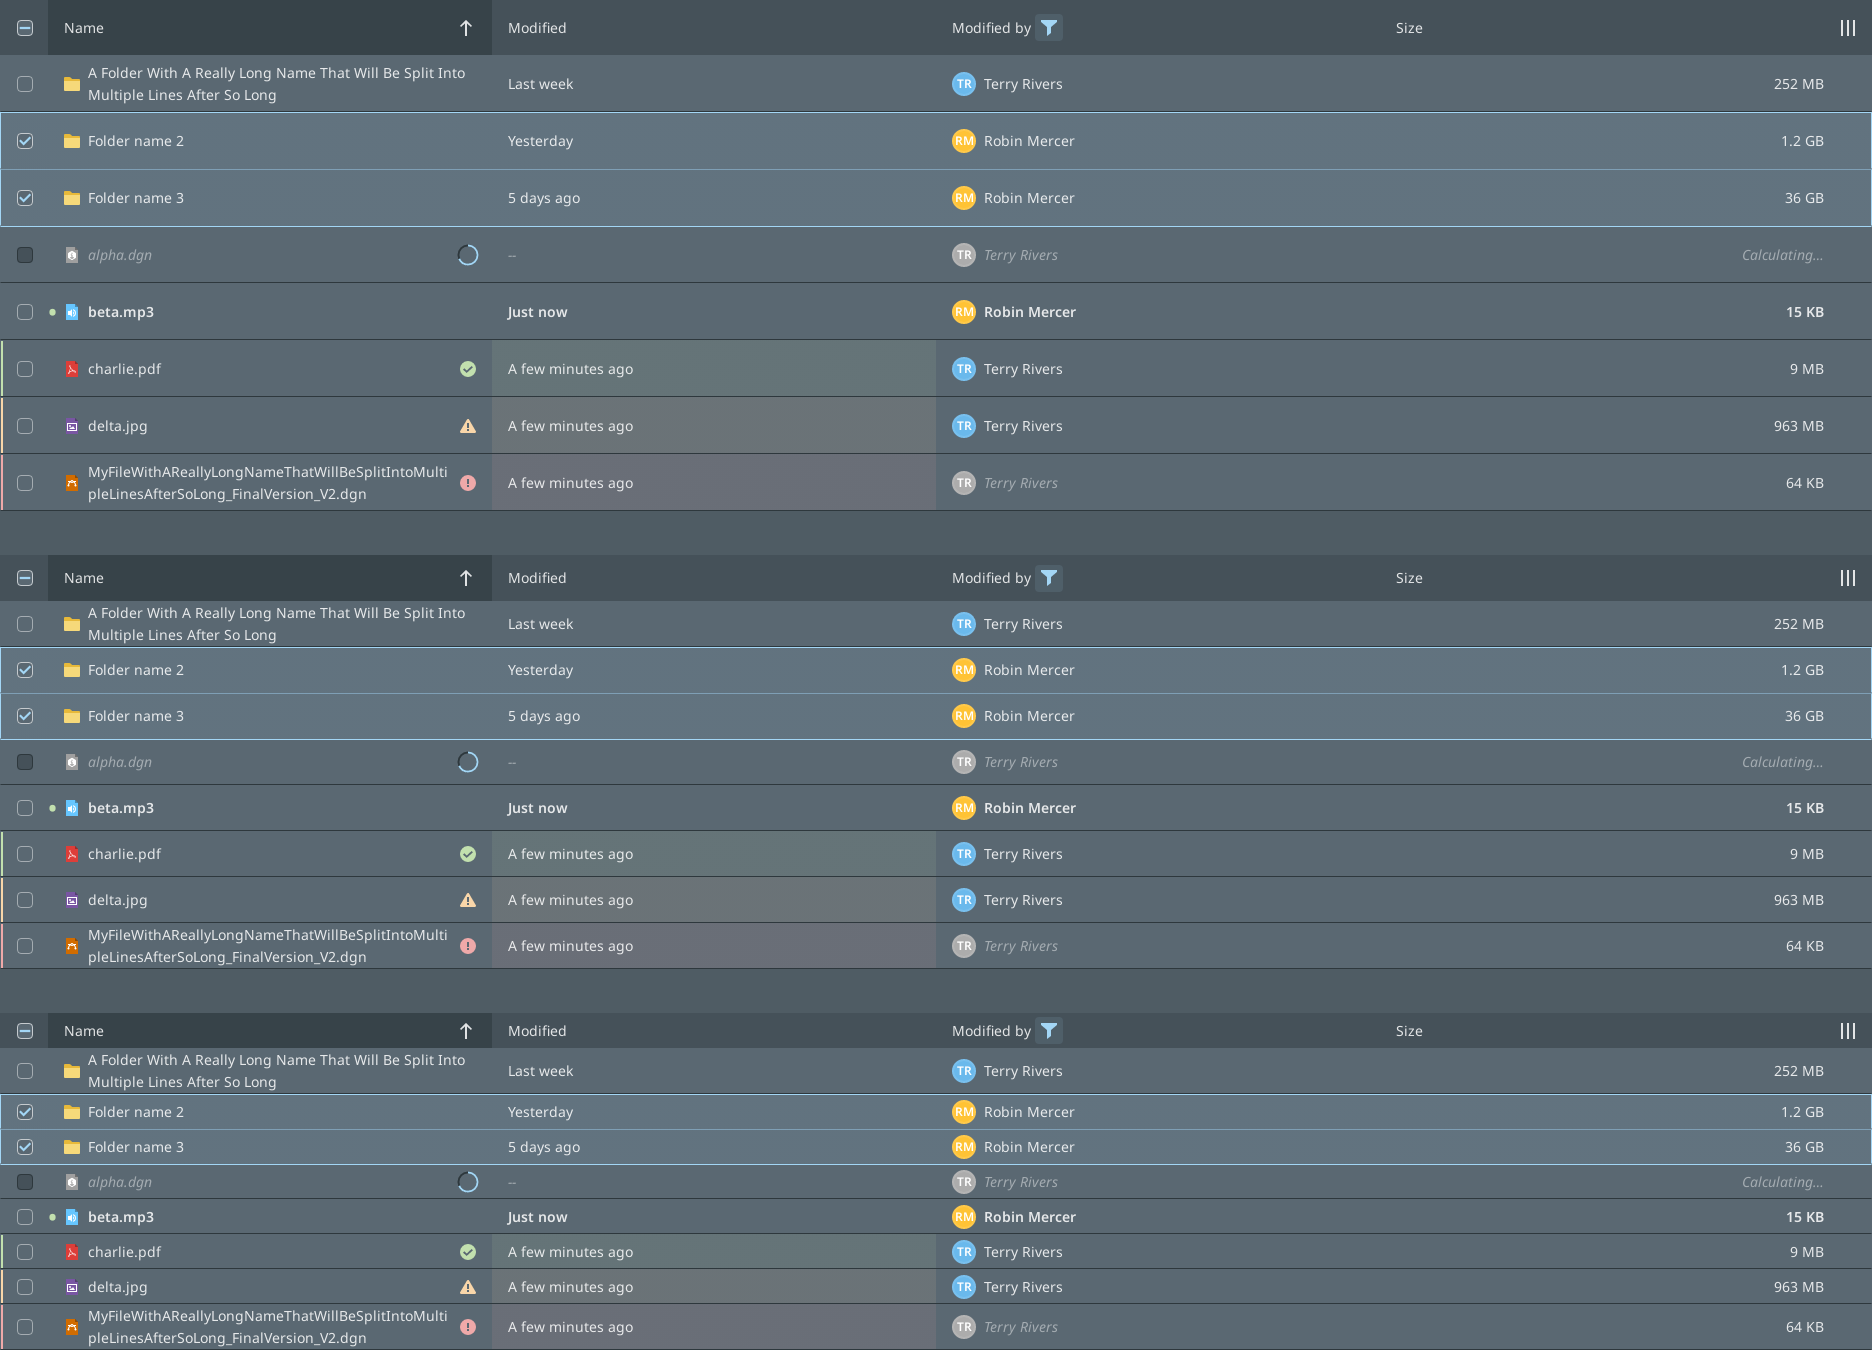 Name Modified Modified by Size
A Folder With A Really Long Name That Will Be Split Into
Multiple Lines After So Long
Last week TR Terry Rivers 252 MB
Folder name 2 Yesterday RM Robin Mercer 1.2 GB
Folder name 3 5 days ago RM Robin Mercer 36 GB
alpha.dgn -- TR Terry Rivers Calculating...
beta.mp3 Just now RM Robin Mercer 15 KB
charlie.pdf A few minutes ago TR Terry Rivers 9 MB
delta.jpg A few minutes ago TR Terry Rivers 963 MB
MyFileWithAReallyLongNameThatWillBeSplitIntoMulti
pleLinesAfterSoLong_FinalVersion_V2.dgn
A few minutes ago TR Terry Rivers 64 KB
Name Modified Modified by Size
A Folder With A Really Long Name That Will Be Split Into
Multiple Lines After So Long
Last week TR Terry Rivers 252 MB
Folder name 2 Yesterday RM Robin Mercer 1.2 GB
Folder name 3 5 days ago RM Robin Mercer 36 GB
alpha.dgn -- TR Terry Rivers Calculating...
beta.mp3 Just now RM Robin Mercer 15 KB
charlie.pdf A few minutes ago TR Terry Rivers 9 MB
delta.jpg A few minutes ago TR Terry Rivers 963 MB
MyFileWithAReallyLongNameThatWillBeSplitIntoMulti
pleLinesAfterSoLong_FinalVersion_V2.dgn
A few minutes ago TR Terry Rivers 64 KB
Name Modified Modified by Size
A Folder With A Really Long Name That Will Be Split Into
Multiple Lines After So Long
Last week TR Terry Rivers 252 MB
Folder name 2 Yesterday RM Robin Mercer 1.2 GB
Folder name 3 5 days ago RM Robin Mercer 36 GB
alpha.dgn -- TR Terry Rivers Calculating...
beta.mp3 Just now RM Robin Mercer 15 KB
charlie.pdf A few minutes ago TR Terry Rivers 9 MB
delta.jpg A few minutes ago TR Terry Rivers 963 MB
MyFileWithAReallyLongNameThatWillBeSplitIntoMulti
pleLinesAfterSoLong_FinalVersion_V2.dgn
A few minutes ago TR Terry Rivers 64 KB